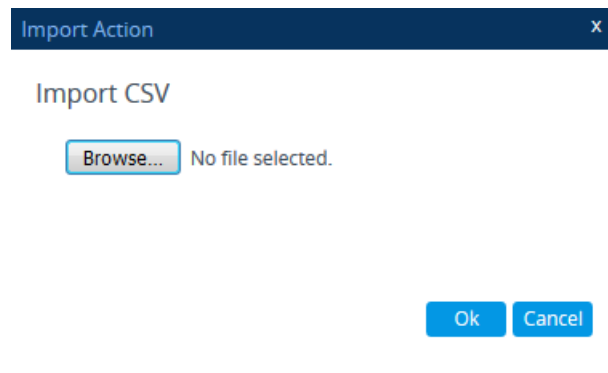 Import Action x
Import CSV
Browse... No file selected.
Ok Cancel